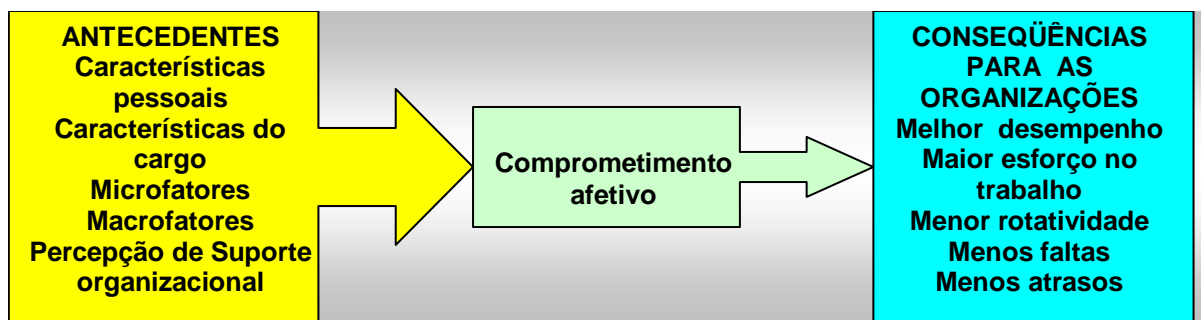 ANTECEDENTES
Características
pessoais
Características do
cargo
Microfatores
Macrofatores
Percepção de Suporte
organizacional
Comprometimento
afetivo
CONSEQÜÊNCIAS
PARA AS
ORGANIZAÇÕES
Melhor desempenho
Maior esforço no
trabalho
Menor rotatividade
Menos faltas
Menos atrasos